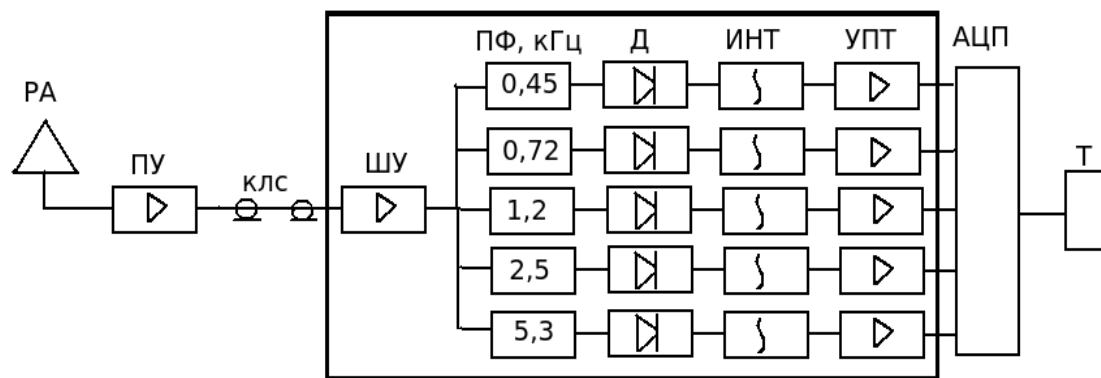 ПФ, кГц Д ИНТ УПТ АЦП
РА
0,45
ПУ
клс
ШУ
0,72
Т
1,2
2,5
5,3